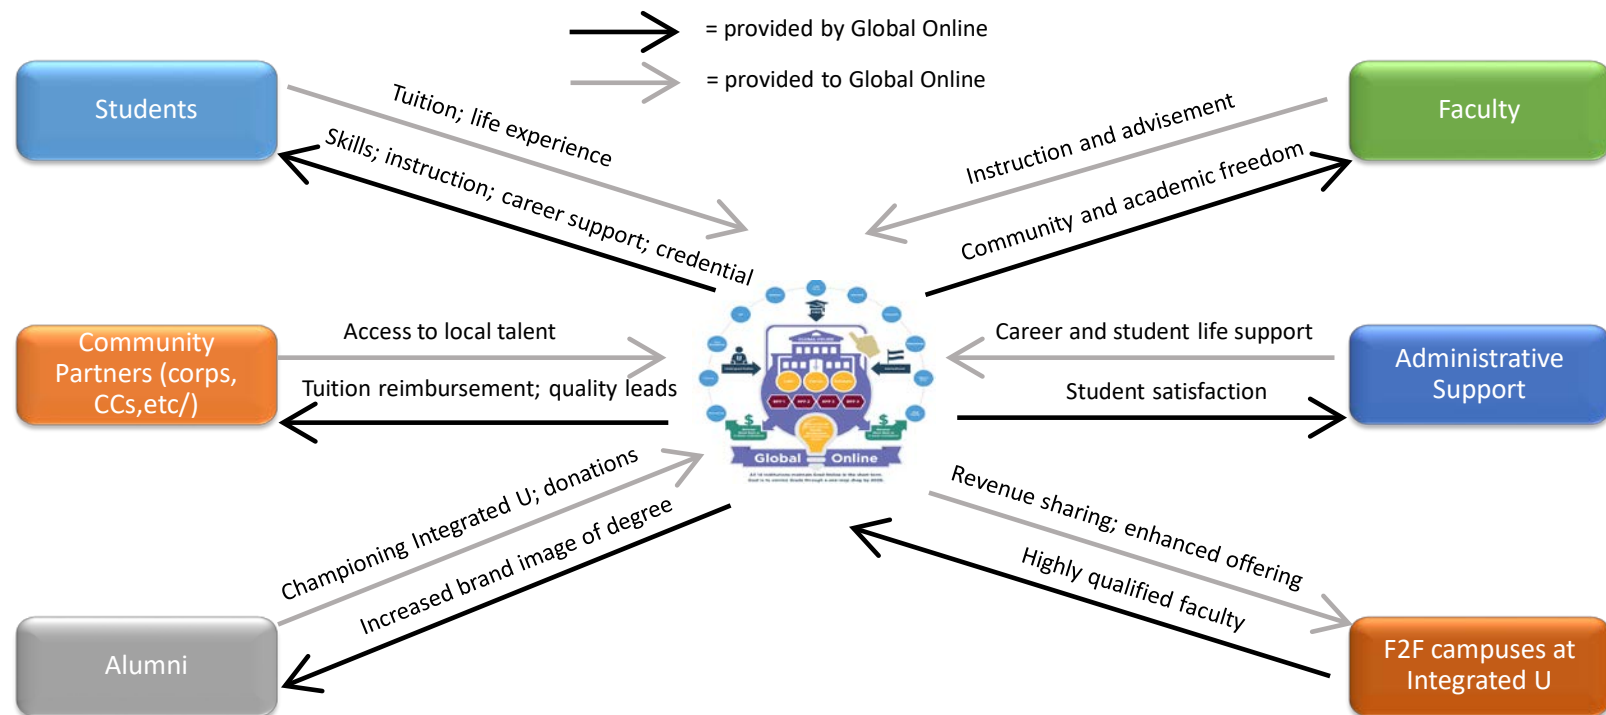 = provided by Global Online
= provided to Global Online
Students
Tuition; life experience
Skills; instruction; career support; credential
Faculty
Instruction and advisement
Community and academic freedom
Community
Partners (corps,
CCs,etc/)
Access to local talent
Tuition reimbursement; quality leads
Career and student life support
Student satisfaction
Administrative
Support
GLOBAL ONLINE
Global Online
Championing Integrated U; donations
Increased brand image of degree
Alumni
Revenue sharing; enhanced offering
Highly qualified faculty
F2F campuses at
Integrated U